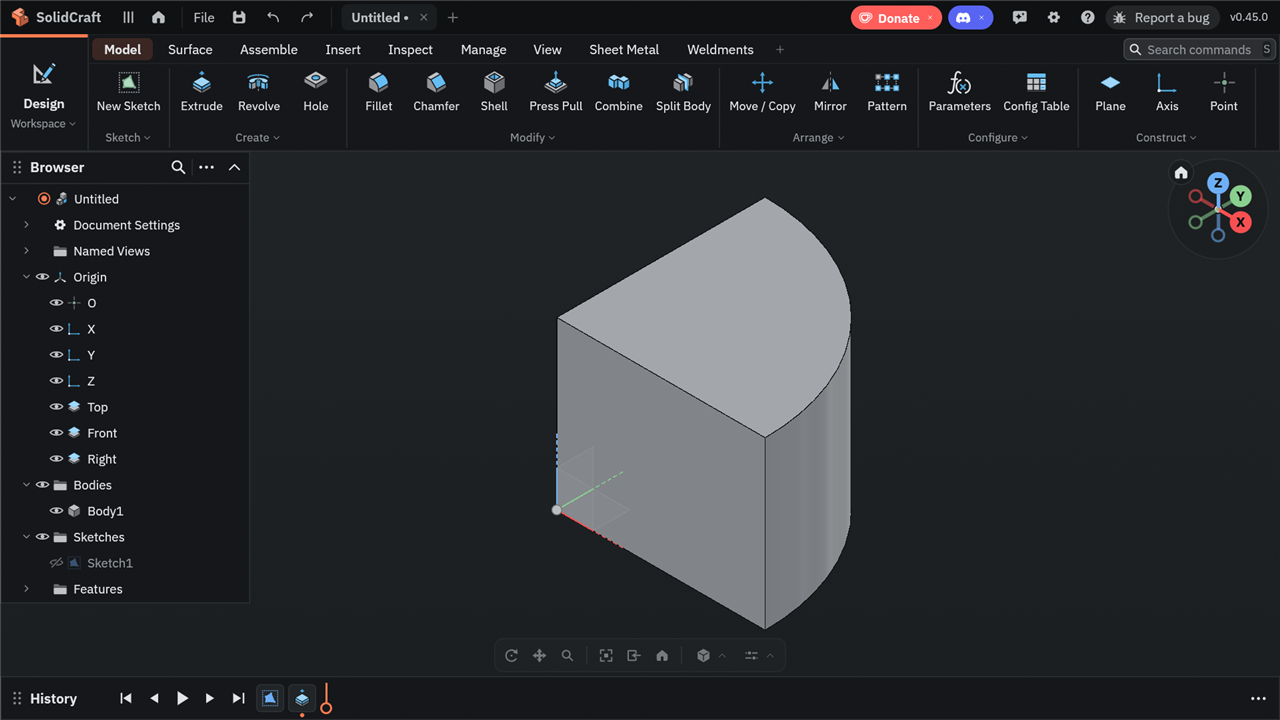 SolidCraft
File
Untitled •
Donate
Report a bug
v0.45.0
Design
Workspace
Model
Surface
Assemble
Insert
Inspect
Manage
View
Sheet Metal
Weldments
Search commands
S
New Sketch
Extrude
Revolve
Hole
Fillet
Chamfer
Shell
Press Pull
Combine
Split Body
Move / Copy
Mirror
Pattern
Parameters
Config Table
Plane
Axis
Point
Sketch
Create
Modify
Arrange
Configure
Construct
Browser
Untitled
Document Settings
Named Views
Origin
O
X
Y
Z
Top
Front
Right
Bodies
Body1
Sketches
Sketch1
Features
Z
Y
X
History